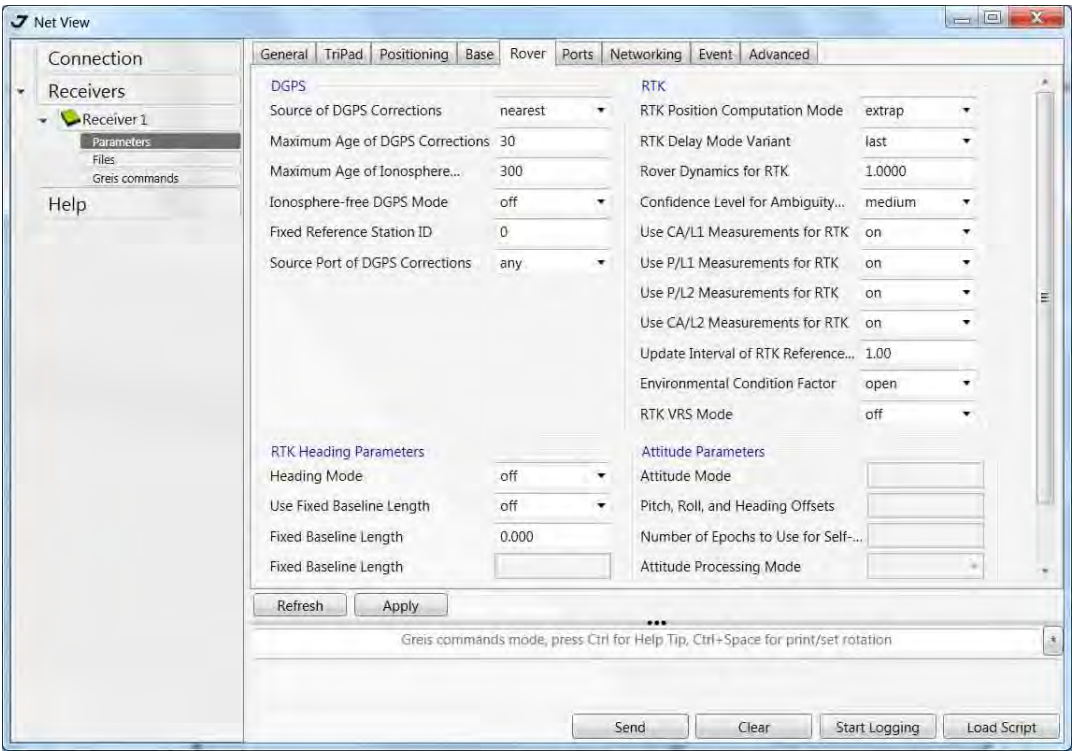 Net View
Connection
Receivers
Receiver 1
Parameters
Files
Greis commands
Help
General TriPad Positioning Base Rover Ports Networking Event Advanced
DGPS
Source of DGPS Corrections nearest
Maximum Age of DGPS Corrections 30
Maximum Age of Ionosphere... 300
Ionosphere-free DGPS Mode off
Fixed Reference Station ID 0
Source Port of DGPS Corrections any
RTK
RTK Position Computation Mode extrap
RTK Delay Mode Variant last
Rover Dynamics for RTK 1.0000
Confidence Level for Ambiguity... medium
Use CA/L1 Measurements for RTK on
Use P/L1 Measurements for RTK on
Use P/L2 Measurements for RTK on
Use CA/L2 Measurements for RTK on
Update Interval of RTK Reference... 1.00
Environmental Condition Factor open
RTK VRS Mode off
RTK Heading Parameters
Heading Mode off
Use Fixed Baseline Length off
Fixed Baseline Length 0.000
Fixed Baseline Length
Attitude Parameters
Attitude Mode
Pitch, Roll, and Heading Offsets
Number of Epochs to Use for Self-...
Attitude Processing Mode
Refresh Apply
Greis commands mode, press Ctrl for Help Tip, Ctrl+Space for print/set rotation
Send Clear Start Logging Load Script